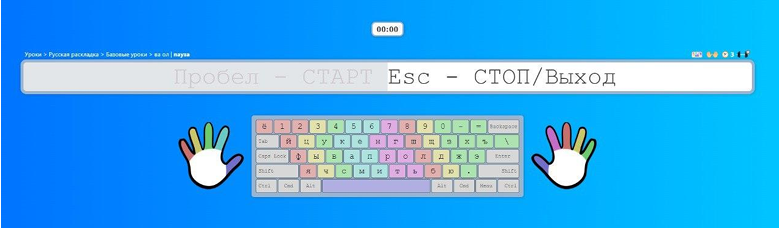 00:00
Уроки > Русская раскладка > Базовые уроки > ва ол | пауза
3
Пробел - СТАРТ Esc - СТОП/Выход
ё 1 2 3 4 5 6 7 8 9 0 - = Backspace
Tab й ц у к е н г ш щ з х ъ \
Caps Lock ф ы в а п р о л д ж э Enter
Shift я ч с м и т ь б ю . Shift
Ctrl Cmd Alt Alt Cmd Menu Ctrl